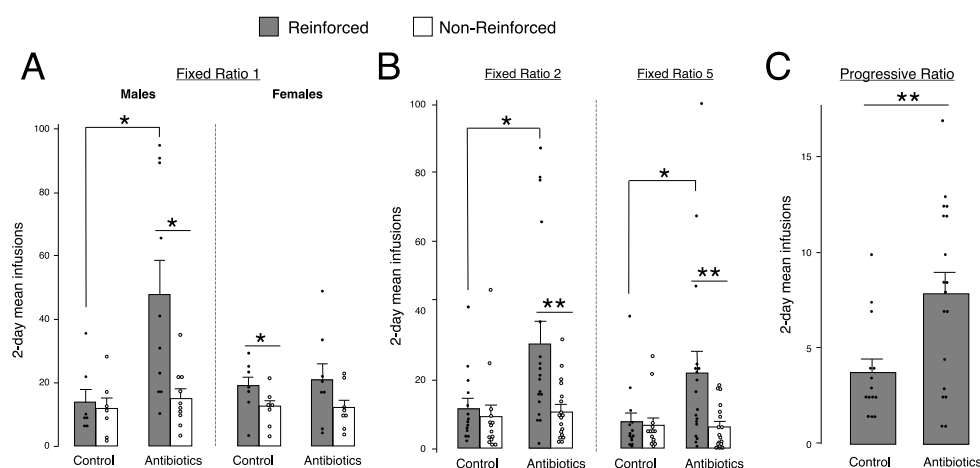 Reinforced Non-Reinforced
A
Fixed Ratio 1
Males Females
2-day mean infusions
100
80
60
40
20
0
*
*
*
Control Antibiotics Control Antibiotics
B
Fixed Ratio 2 Fixed Ratio 5
2-day mean infusions
100
80
60
40
20
0
*
**
*
**
Control Antibiotics Control Antibiotics
C
Progressive Ratio
**
2-day mean infusions
15
10
5
0
Control Antibiotics